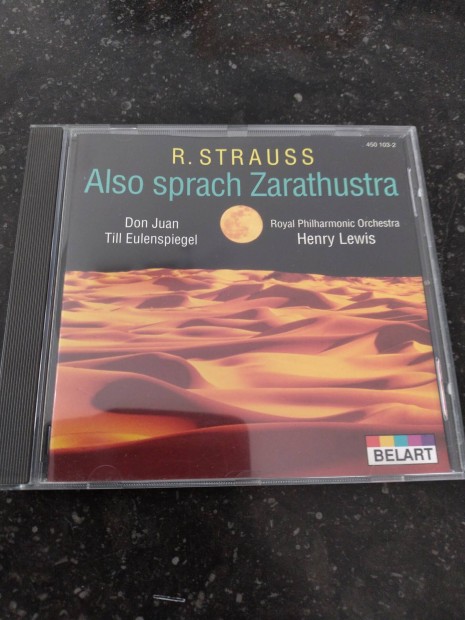 450 103-2
R. STRAUSS
Also sprach Zarathustra
Don Juan
Till Eulenspiegel
Royal Philharmonic Orchestra
Henry Lewis
BELART